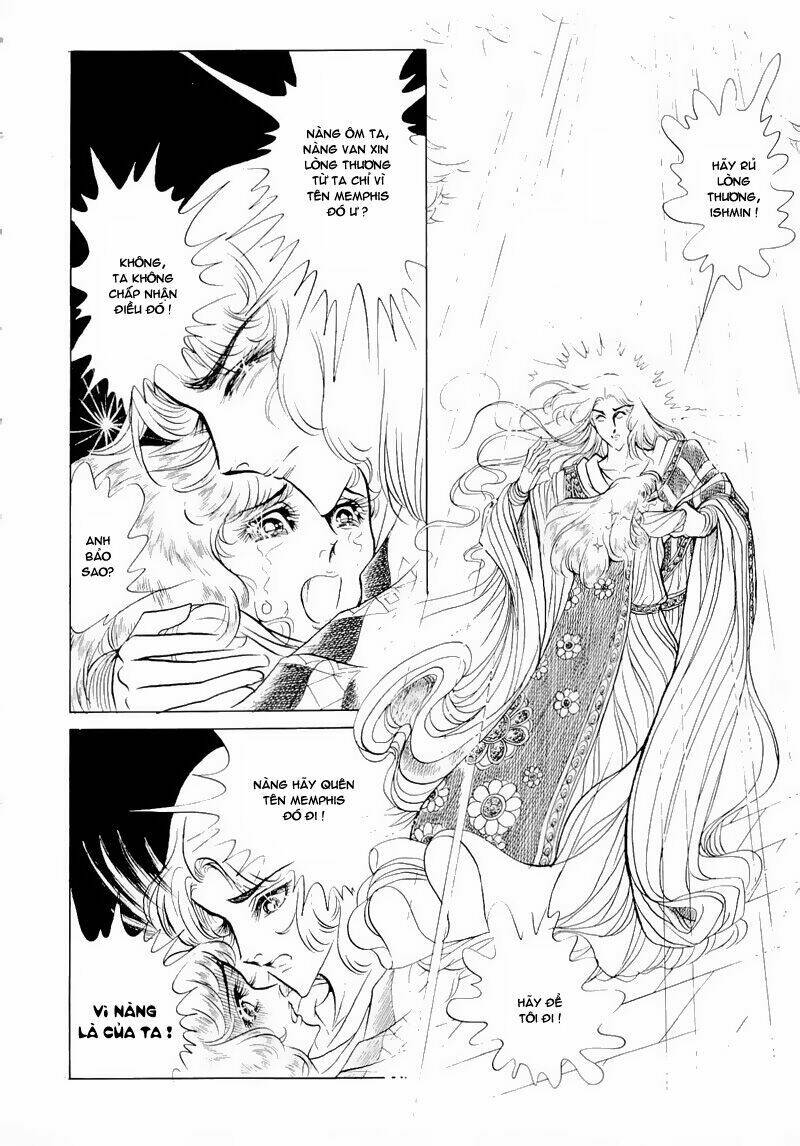 HÃY RỦ
LÒNG
THƯƠNG,
ISHMIN !
NÀNG ÔM TA,
NÀNG VAN XIN
LÒNG THƯƠNG
TỪ TA CHỈ VÌ
TÊN MEMPHIS
ĐÓ Ư ?
KHÔNG,
TA KHÔNG
CHẤP NHẬN
ĐIỀU ĐÓ !
ANH
BẢO
SAO?
NÀNG HÃY QUÊN
TÊN MEMPHIS
ĐÓ ĐI !
VÌ NÀNG
LÀ CỦA TA !
HÃY ĐỀ
TÔI ĐI !